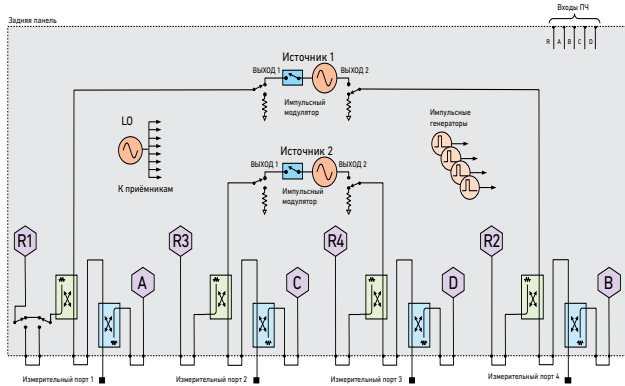 Входы ПЧ
Задняя панель
R A B C D
Источник 1
ВЫХОД 1
ВЫХОД 2
Импульсный
модулятор
LO
К приёмникам
Импульсные
генераторы
Источник 2
ВЫХОД 1
ВЫХОД 2
Импульсный
модулятор
R1
R3
R4
R2
A
C
D
B
Измерительный порт 1
Измерительный порт 2
Измерительный порт 3
Измерительный порт 4